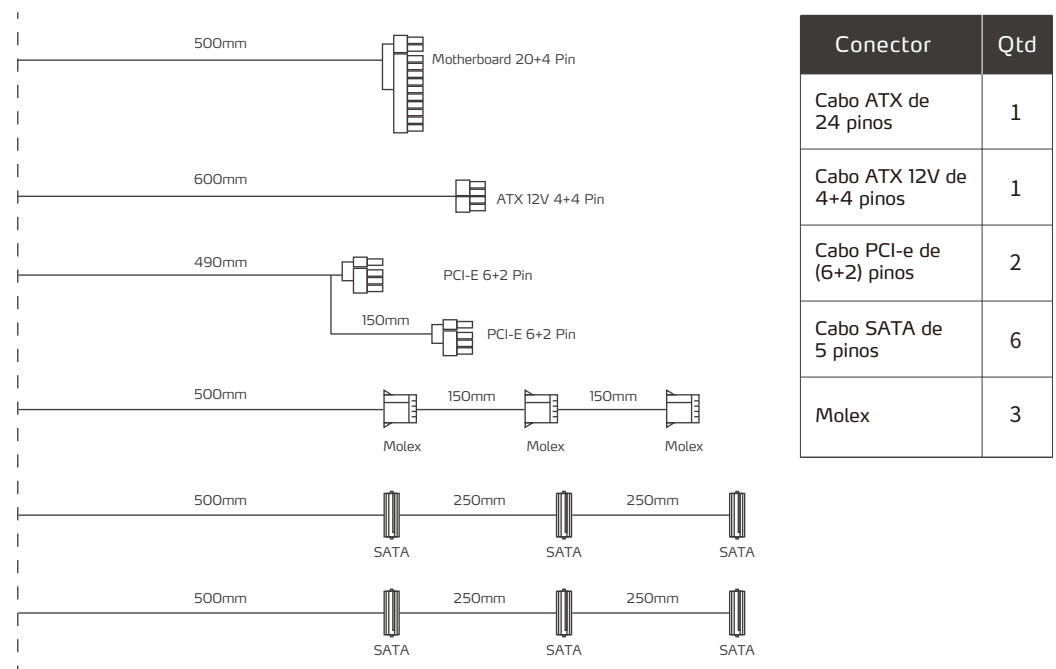 500mm
Motherboard 20+4 Pin
600mm
ATX 12V 4+4 Pin
490mm
PCI-E 6+2 Pin
150mm
PCI-E 6+2 Pin
500mm 150mm 150mm
Molex Molex Molex
500mm 250mm 250mm
SATA SATA SATA
500mm 250mm 250mm
SATA SATA SATA
Conector Qtd
Cabo ATX de
24 pinos 1
Cabo ATX 12V de
4+4 pinos 1
Cabo PCI-e de
(6+2) pinos 2
Cabo SATA de
5 pinos 6
Molex 3